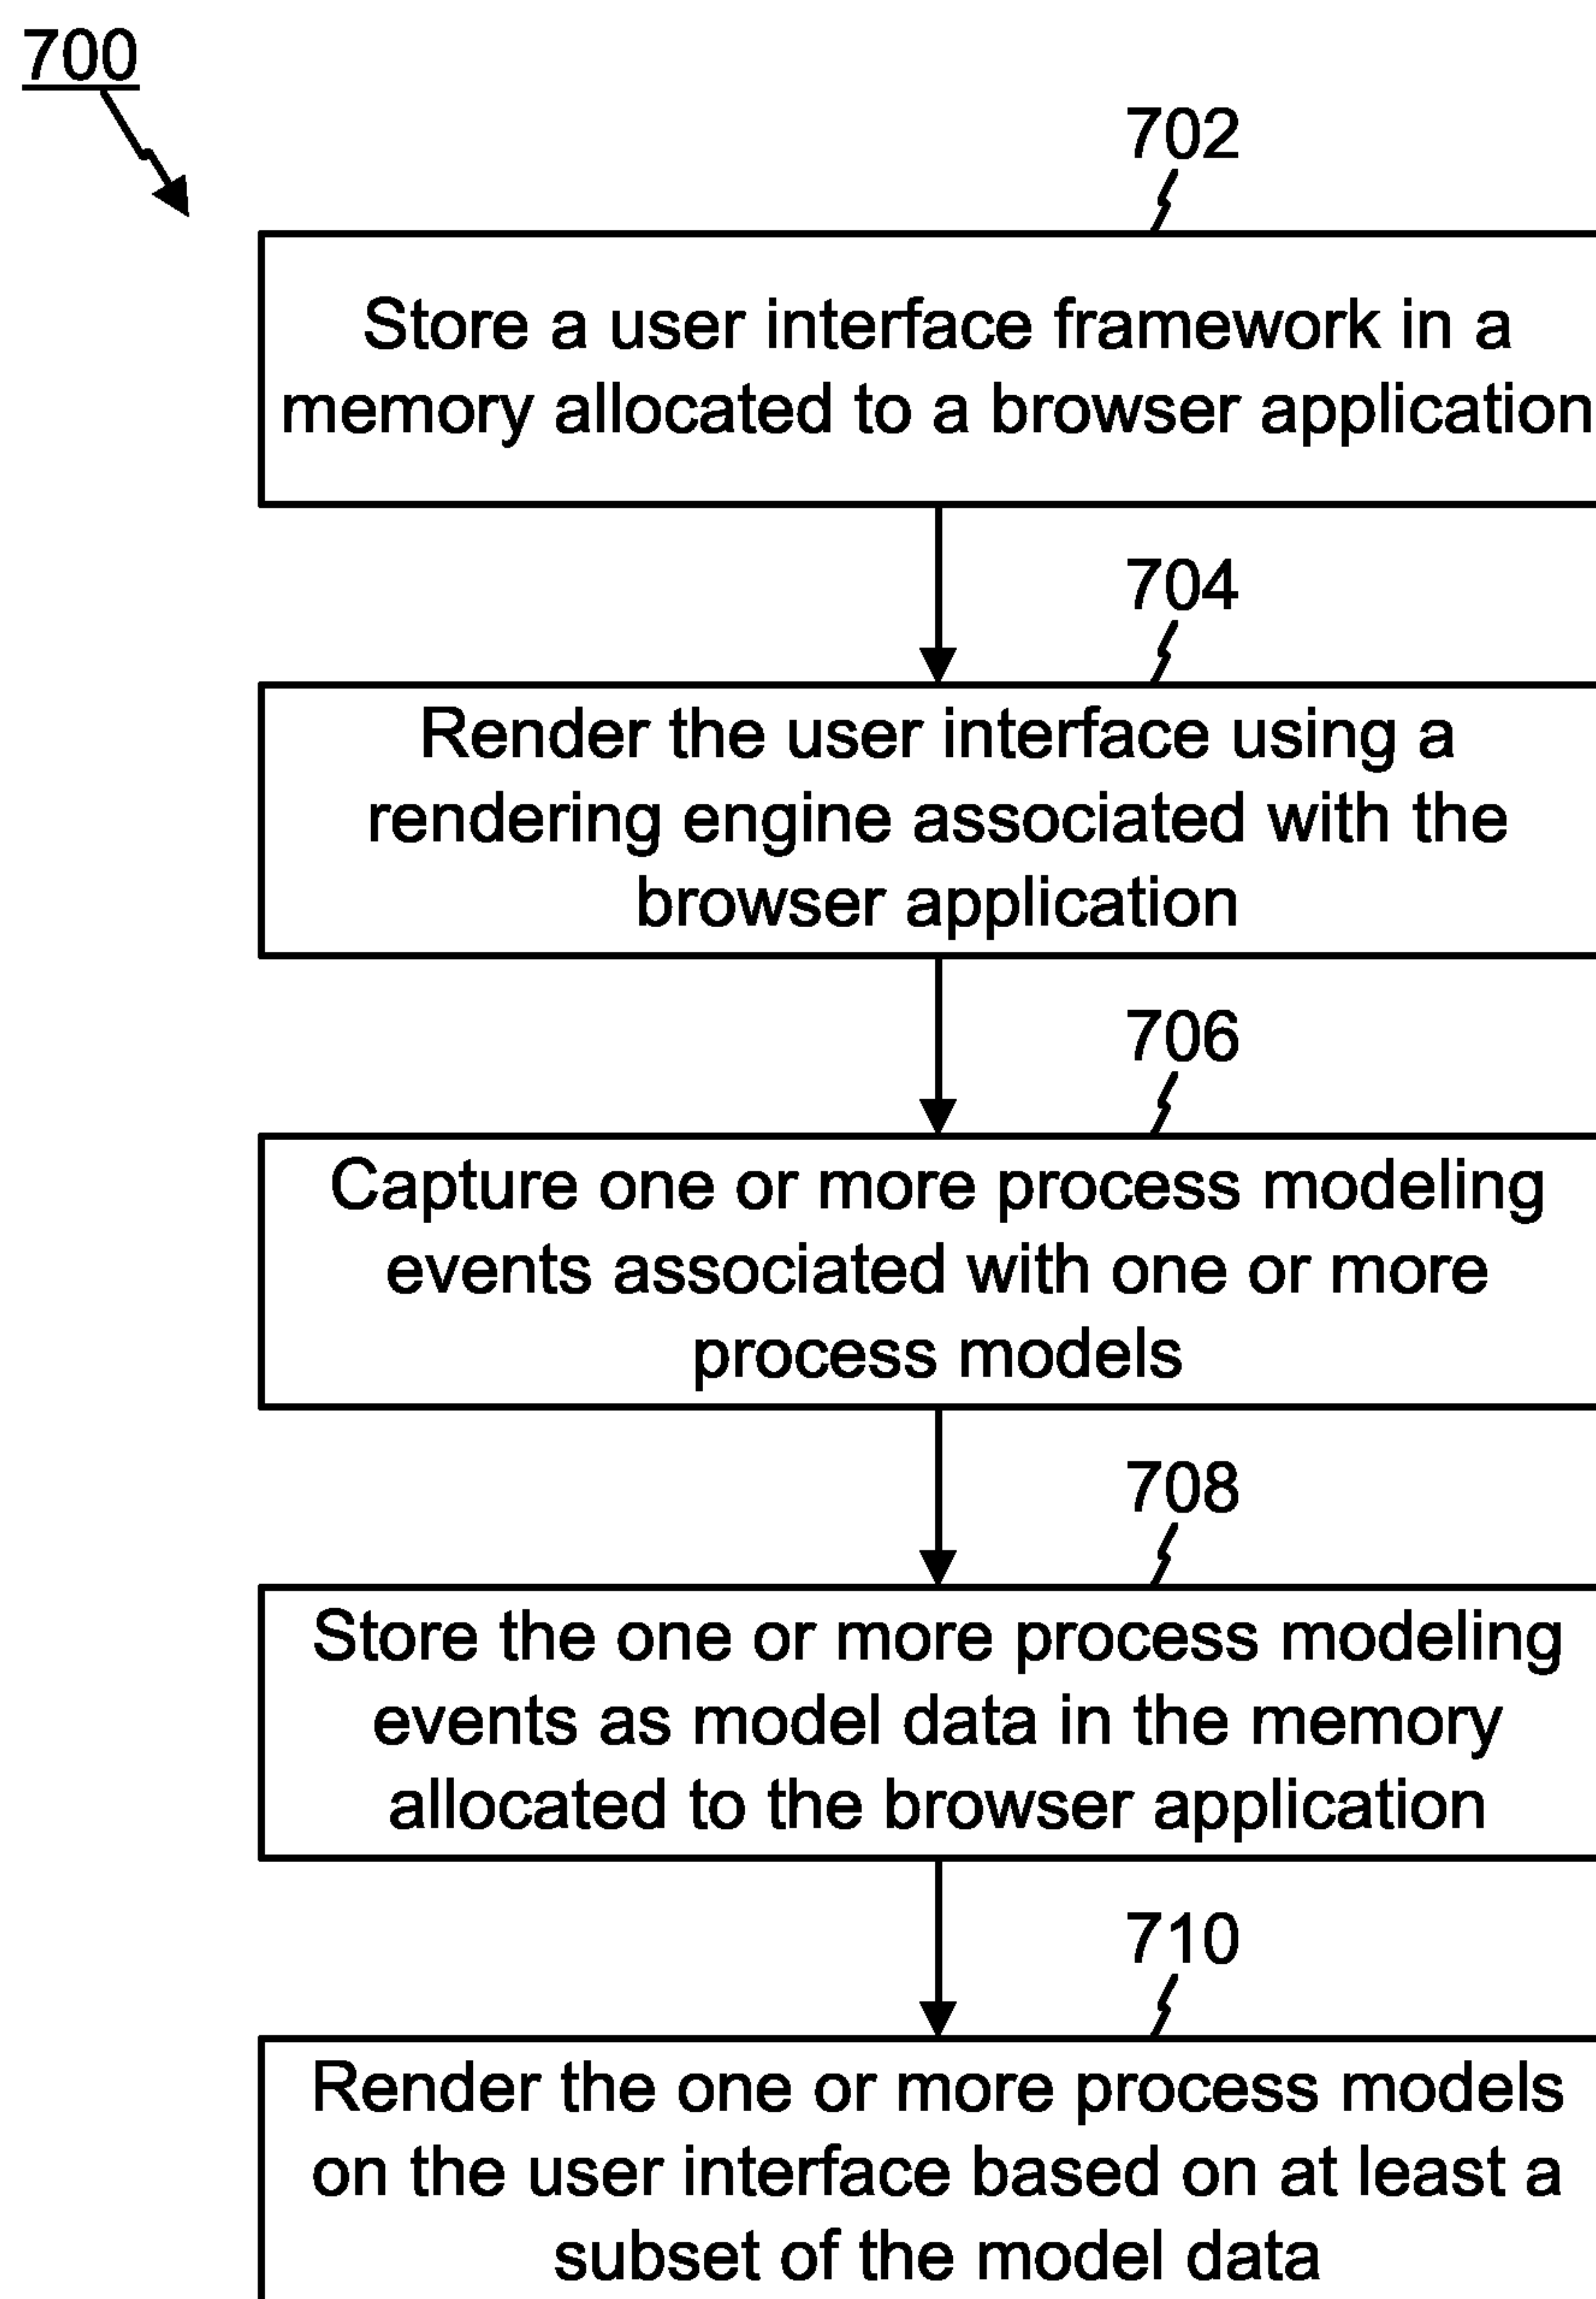 700
702
Store a user interface framework in a
memory allocated to a browser application
704
Render the user interface using a
rendering engine associated with the
browser application
706
Capture one or more process modeling
events associated with one or more
process models
708
Store the one or more process modeling
events as model data in the memory
allocated to the browser application
710
Render the one or more process models
on the user interface based on at least a
subset of the model data